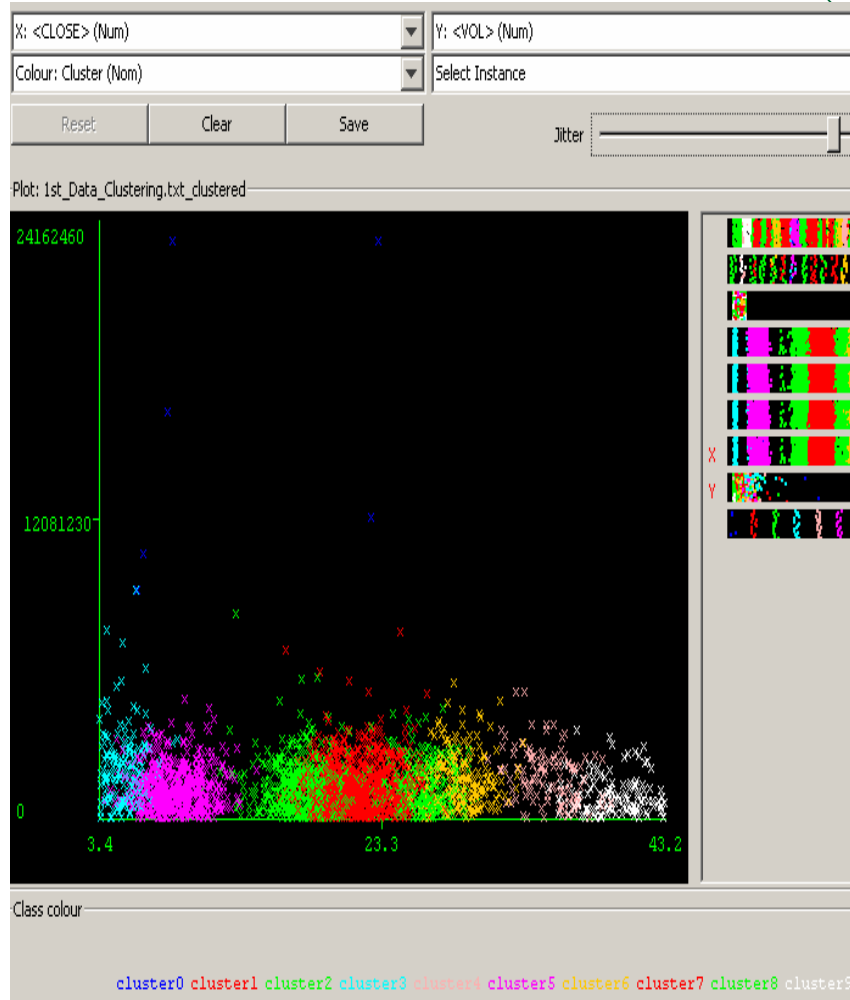 X: <CLOSE> (Num) Y: <VOL> (Num)
Colour: Cluster (Nom) Select Instance
Reset Clear Save Jitter
Plot: 1st_Data_Clustering.txt_clustered
24162460
X
Y
12081230
0
3.4 23.3 43.2
Class colour
cluster0 cluster1 cluster2 cluster3 cluster4 cluster5 cluster6 cluster7 cluster8 cluster9